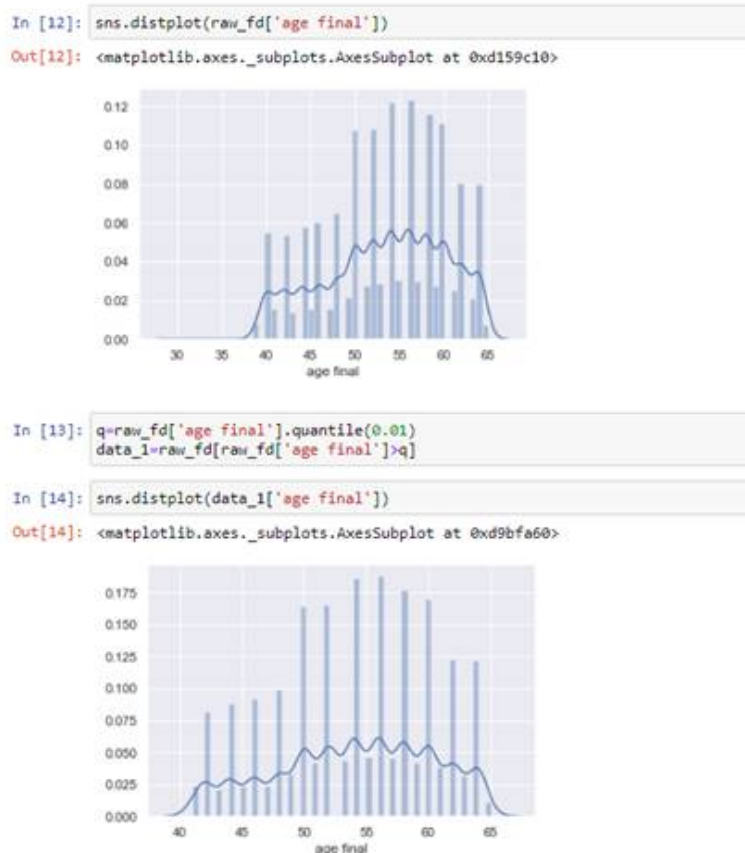 In [12]: sns.distplot(raw_fd['age final'])
Out[12]: <matplotlib.axes._subplots.AxesSubplot at 0xd159c10>
0.12
0.10
0.08
0.06
0.04
0.02
0.00
30 35 40 45 50 55 60 65
age final
In [13]: q=raw_fd['age final'].quantile(0.01)
data_1=raw_fd[raw_fd['age final']>q]
In [14]: sns.distplot(data_1['age final'])
Out[14]: <matplotlib.axes._subplots.AxesSubplot at 0xd9bfa60>
0.175
0.150
0.125
0.100
0.075
0.050
0.025
0.000
40 45 50 55 60 65
age final